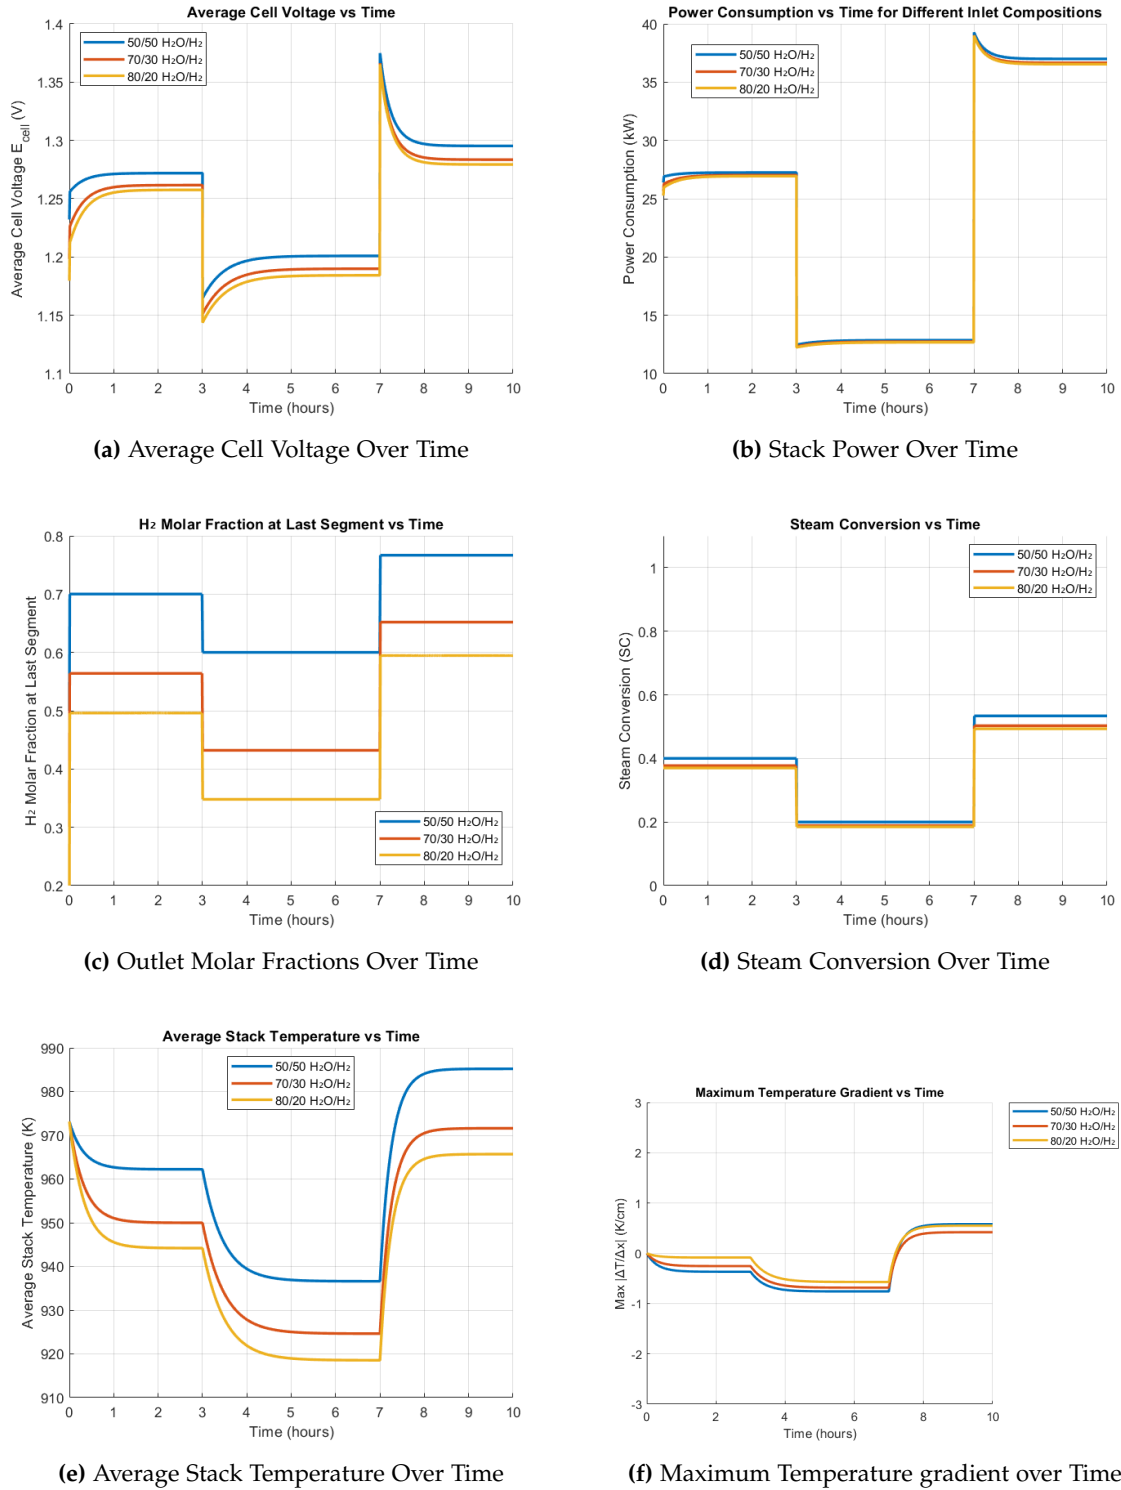 Average Cell Voltage vs Time
1.4
1.35
1.3
1.25
1.2
1.15
1.1
Average Cell Voltage E_cell (V)
50/50 H₂O/H₂
70/30 H₂O/H₂
80/20 H₂O/H₂
0 1 2 3 4 5 6 7 8 9 10
Time (hours)
(a) Average Cell Voltage Over Time
Power Consumption vs Time for Different Inlet Compositions
40
35
30
25
20
15
10
Power Consumption (kW)
50/50 H₂O/H₂
70/30 H₂O/H₂
80/20 H₂O/H₂
0 1 2 3 4 5 6 7 8 9 10
Time (hours)
(b) Stack Power Over Time
H₂ Molar Fraction at Last Segment vs Time
0.8
0.7
0.6
0.5
0.4
0.3
0.2
H₂ Molar Fraction at Last Segment
50/50 H₂O/H₂
70/30 H₂O/H₂
80/20 H₂O/H₂
0 1 2 3 4 5 6 7 8 9 10
Time (hours)
(c) Outlet Molar Fractions Over Time
Steam Conversion vs Time
1
0.8
0.6
0.4
0.2
0
Steam Conversion (SC)
50/50 H₂O/H₂
70/30 H₂O/H₂
80/20 H₂O/H₂
0 1 2 3 4 5 6 7 8 9 10
Time (hours)
(d) Steam Conversion Over Time
Average Stack Temperature vs Time
990
980
970
960
950
940
930
920
910
Average Stack Temperature (K)
50/50 H₂O/H₂
70/30 H₂O/H₂
80/20 H₂O/H₂
0 1 2 3 4 5 6 7 8 9 10
Time (hours)
(e) Average Stack Temperature Over Time
Maximum Temperature Gradient vs Time
3
2
1
0
-1
-2
-3
Max |ΔT/Δx| (K/cm)
50/50 H₂O/H₂
70/30 H₂O/H₂
80/20 H₂O/H₂
0 2 4 6 8 10
Time (hours)
(f) Maximum Temperature gradient over Time